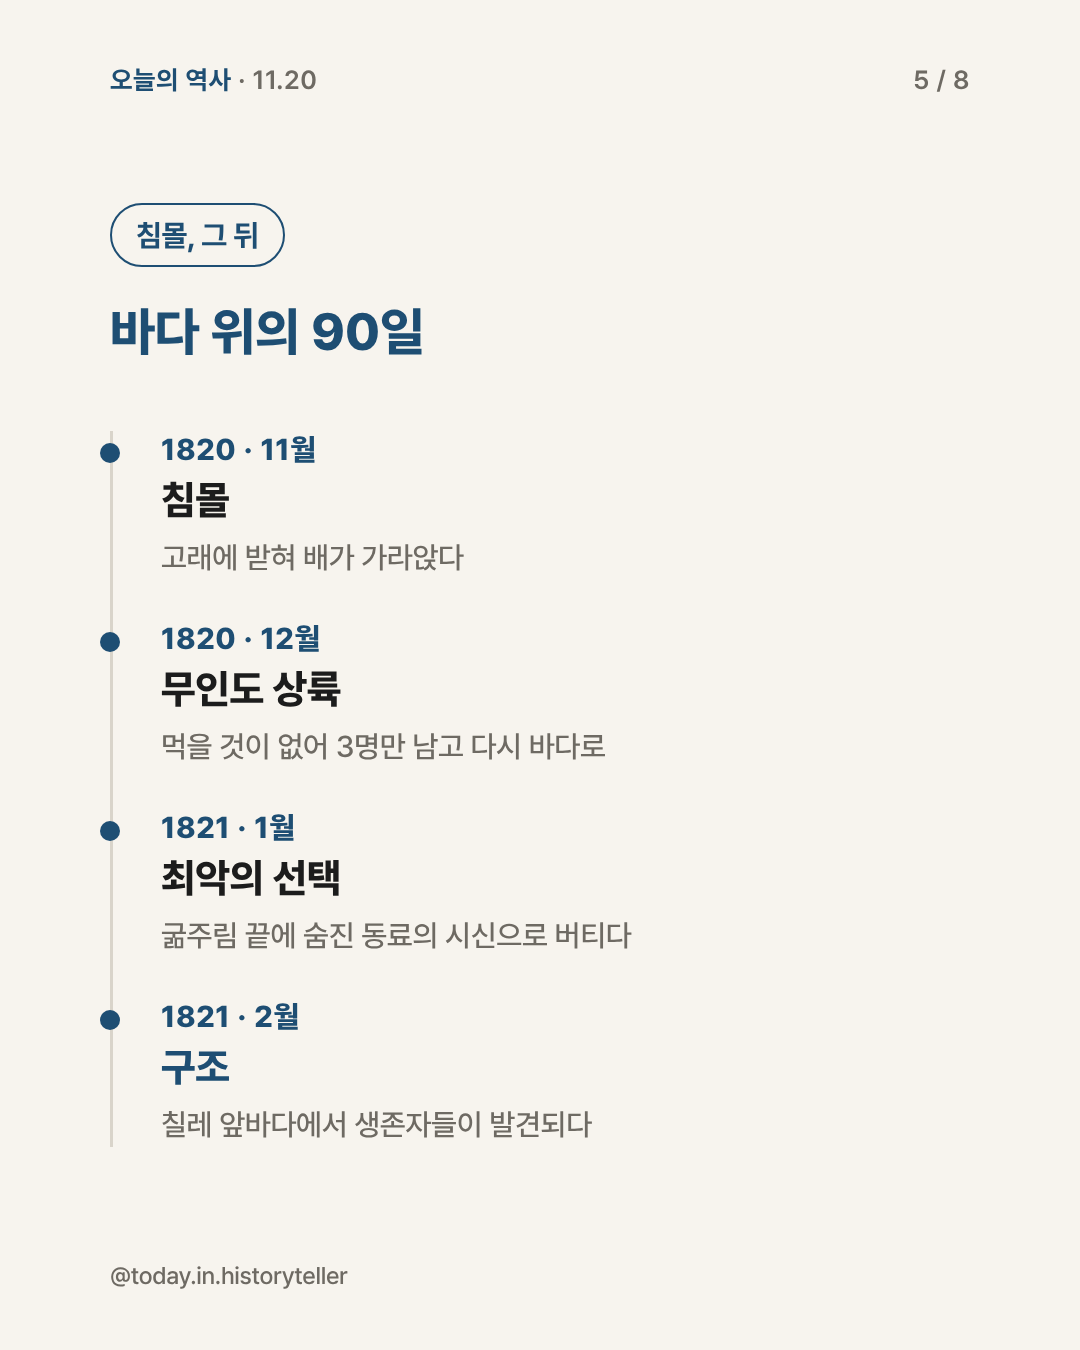 오늘의 역사 · 11.20
5 / 8
침몰, 그 뒤
바다 위의 90일
1820 · 11월
침몰
고래에 받혀 배가 가라앉다
1820 · 12월
무인도 상륙
먹을 것이 없어 3명만 남고 다시 바다로
1821 · 1월
최악의 선택
굶주림 끝에 숨진 동료의 시신으로 버티다
1821 · 2월
구조
칠레 앞바다에서 생존자들이 발견되다
@today.in.historyteller